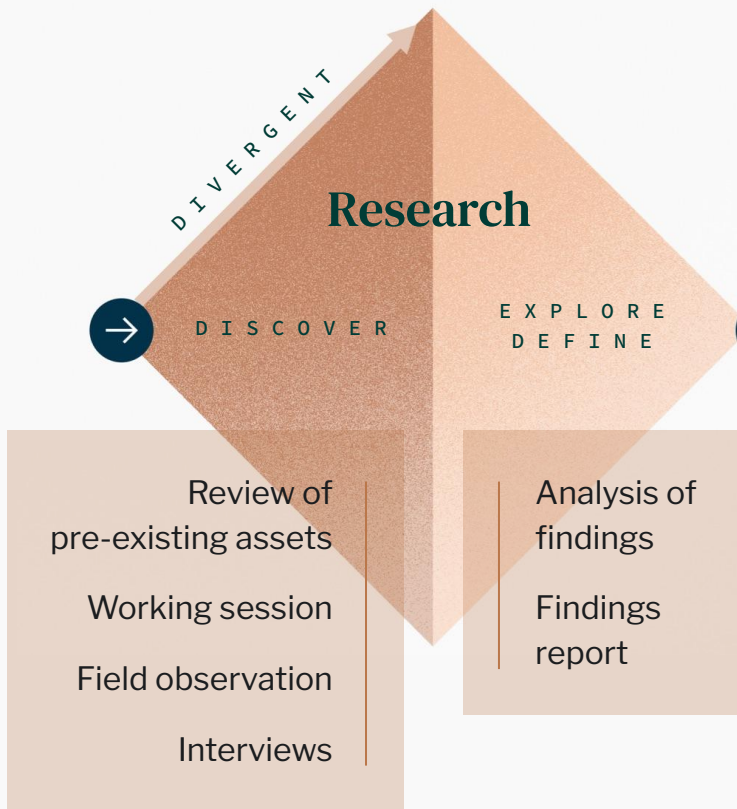 DIVERGENT
Research
DISCOVER
EXPLORE
DEFINE
Review of
pre-existing assets
Working session
Field observation
Interviews
Analysis of
findings
Findings
report